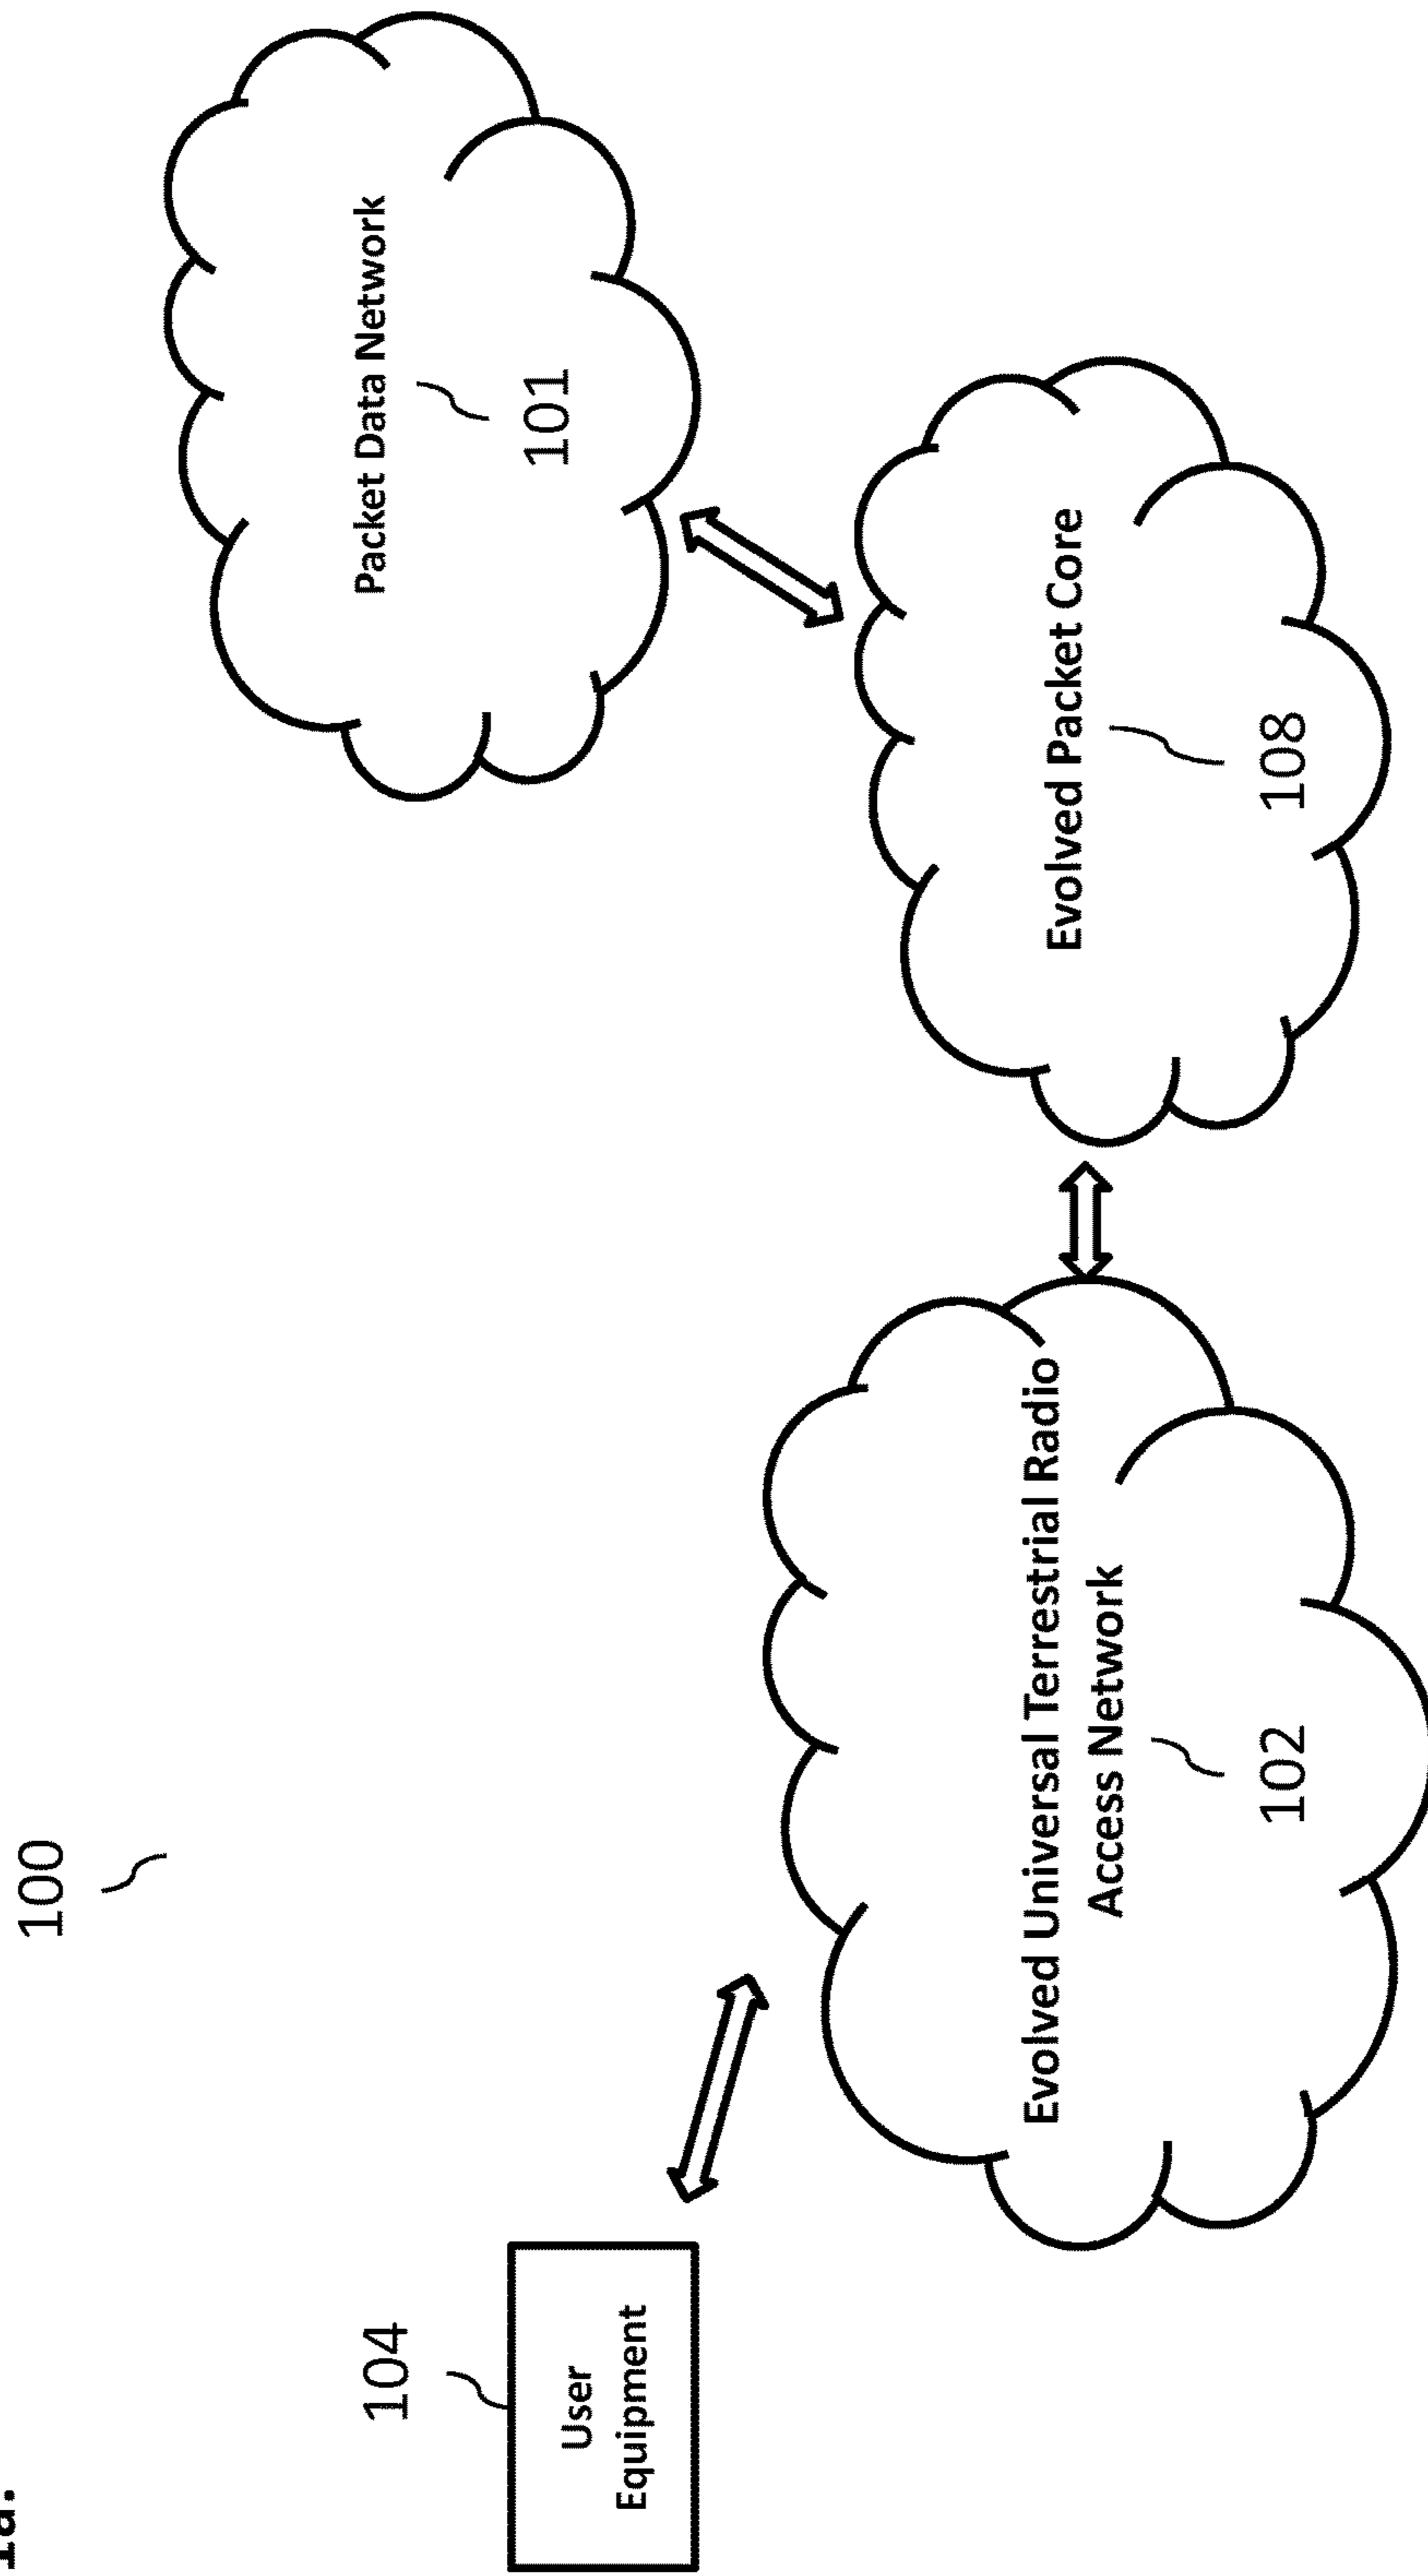 1a.
100
104
User
Equipment
Packet Data Network
101
Evolved Packet Core
108
Evolved Universal Terrestrial Radio
Access Network
102